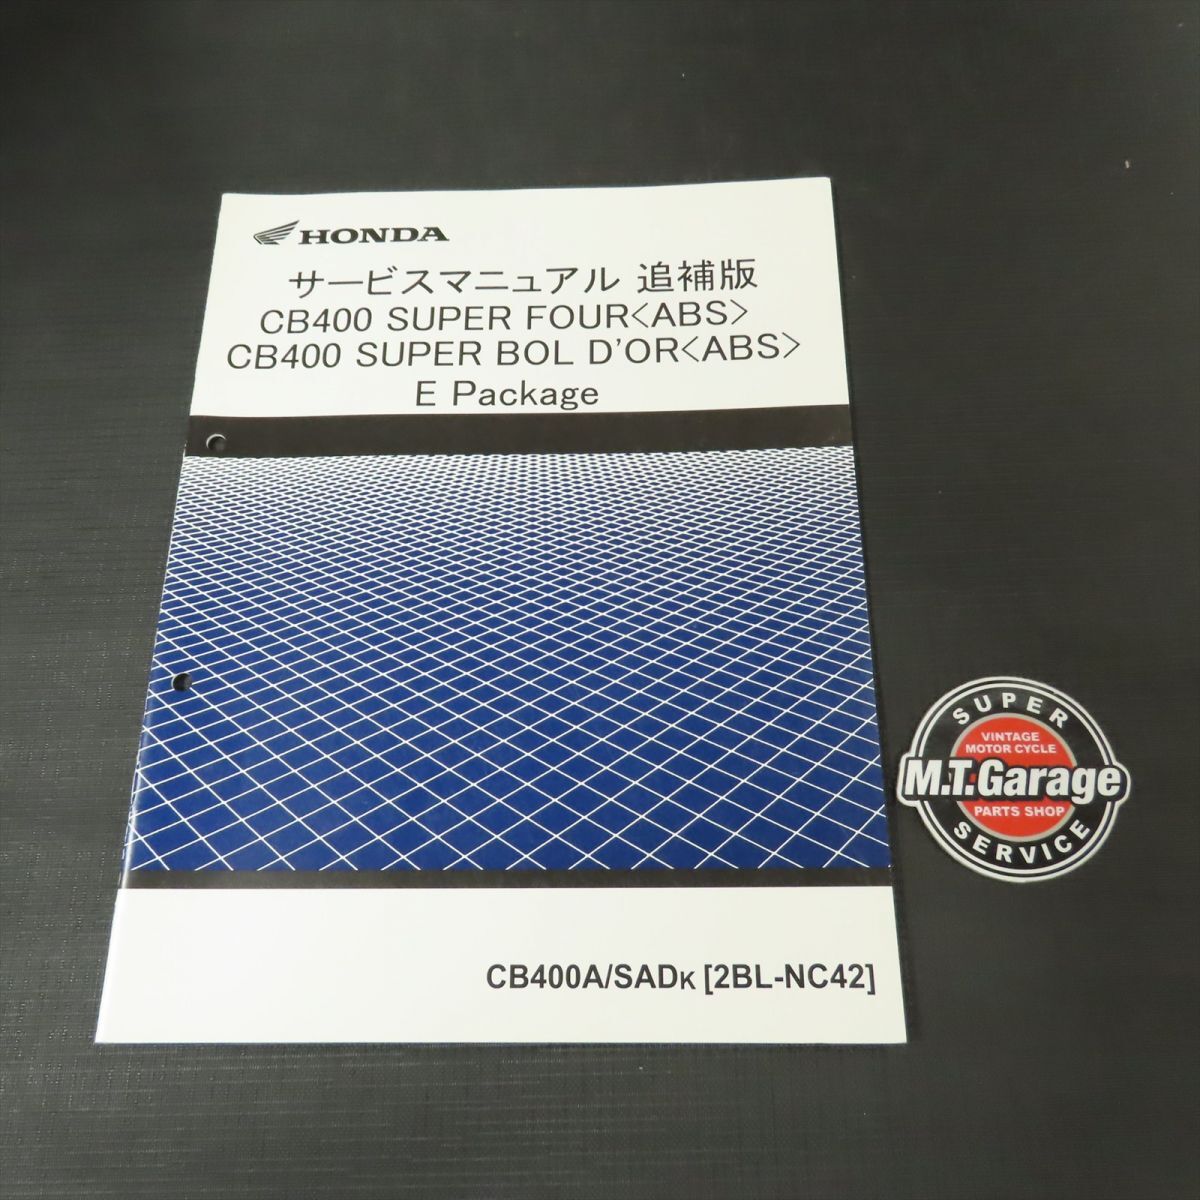 HONDA
サービスマニュアル 追補版
CB400 SUPER FOUR<ABS>
CB400 SUPER BOL D'OR<ABS>
E Package
CB400A/SADK [2BL-NC42]
SUPER
VINTAGE
MOTOR CYCLE
M.T.Garage
PARTS SHOP
SERVICE